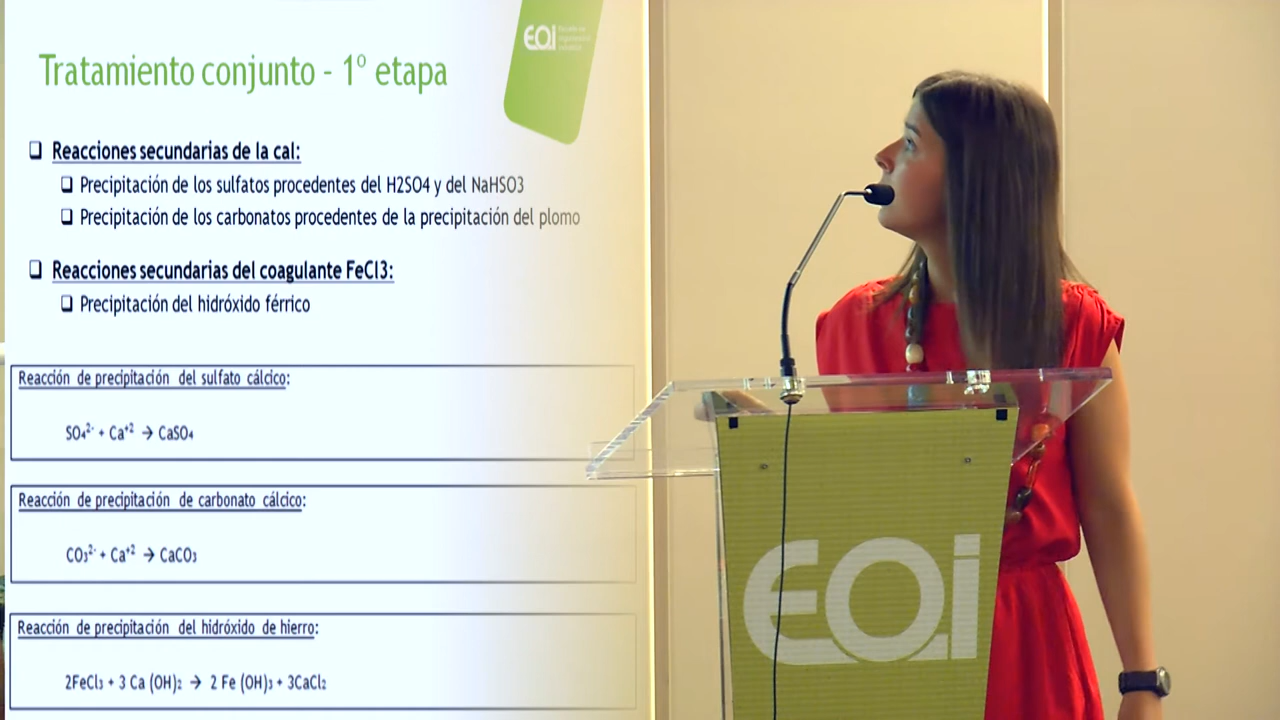 EOi
Tratamiento conjunto - 1º etapa
Reacciones secundarias de la cal:
Precipitación de los sulfatos procedentes del H2SO4 y del NaHSO3
Precipitación de los carbonatos procedentes de la precipitación del plomo
Reacciones secundarias del coagulante FeCl3:
Precipitación del hidróxido férrico
Reacción de precipitación del sulfato cálcico:
SO₄²⁻ + Ca⁺² → CaSO₄
Reacción de precipitación de carbonato cálcico:
CO₃²⁻ + Ca⁺² → CaCO₃
Reacción de precipitación del hidróxido de hierro:
2FeCl₃ + 3 Ca (OH)₂ → 2 Fe (OH)₃ + 3CaCl₂
EOi